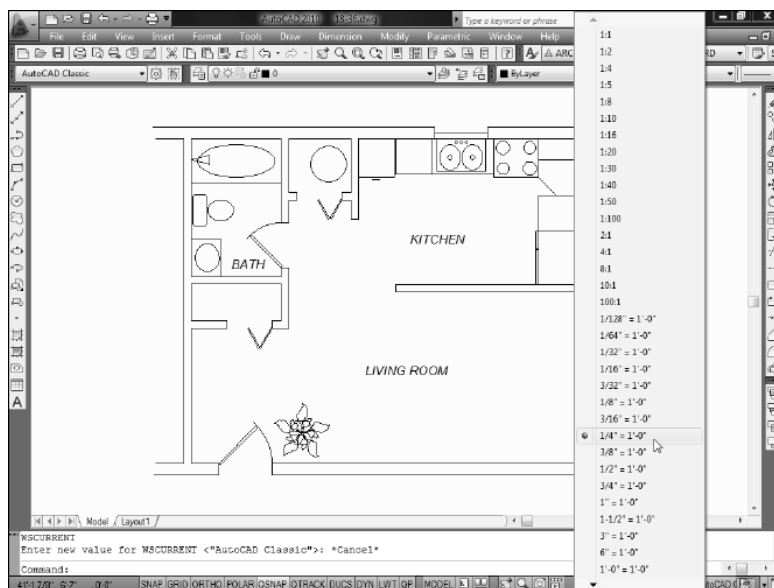 AutoCAD 2010 18-36.dwg
Type a keyword or phrase
File Edit View Insert Format Tools Draw Dimension Modify Parametric Window Help
AutoCAD Classic
0
ByLayer
KITCHEN
BATH
LIVING ROOM
1:1
1:2
1:4
1:5
1:8
1:10
1:16
1:20
1:30
1:40
1:50
1:100
2:1
4:1
8:1
10:1
100:1
1/128" = 1'-0"
1/64" = 1'-0"
1/32" = 1'-0"
1/16" = 1'-0"
3/32" = 1'-0"
1/8" = 1'-0"
3/16" = 1'-0"
1/4" = 1'-0"
3/8" = 1'-0"
1/2" = 1'-0"
3/4" = 1'-0"
1" = 1'-0"
1-1/2" = 1'-0"
3" = 1'-0"
6" = 1'-0"
1'-0" = 1'-0"
Model Layout1
WSCURRENT
Enter new value for WSCURRENT <"AutoCAD Classic">: *Cancel*
Command:
SNAP GRID ORTHO POLAR OSNAP OTRACK DUCS DYN LWT QP MODEL